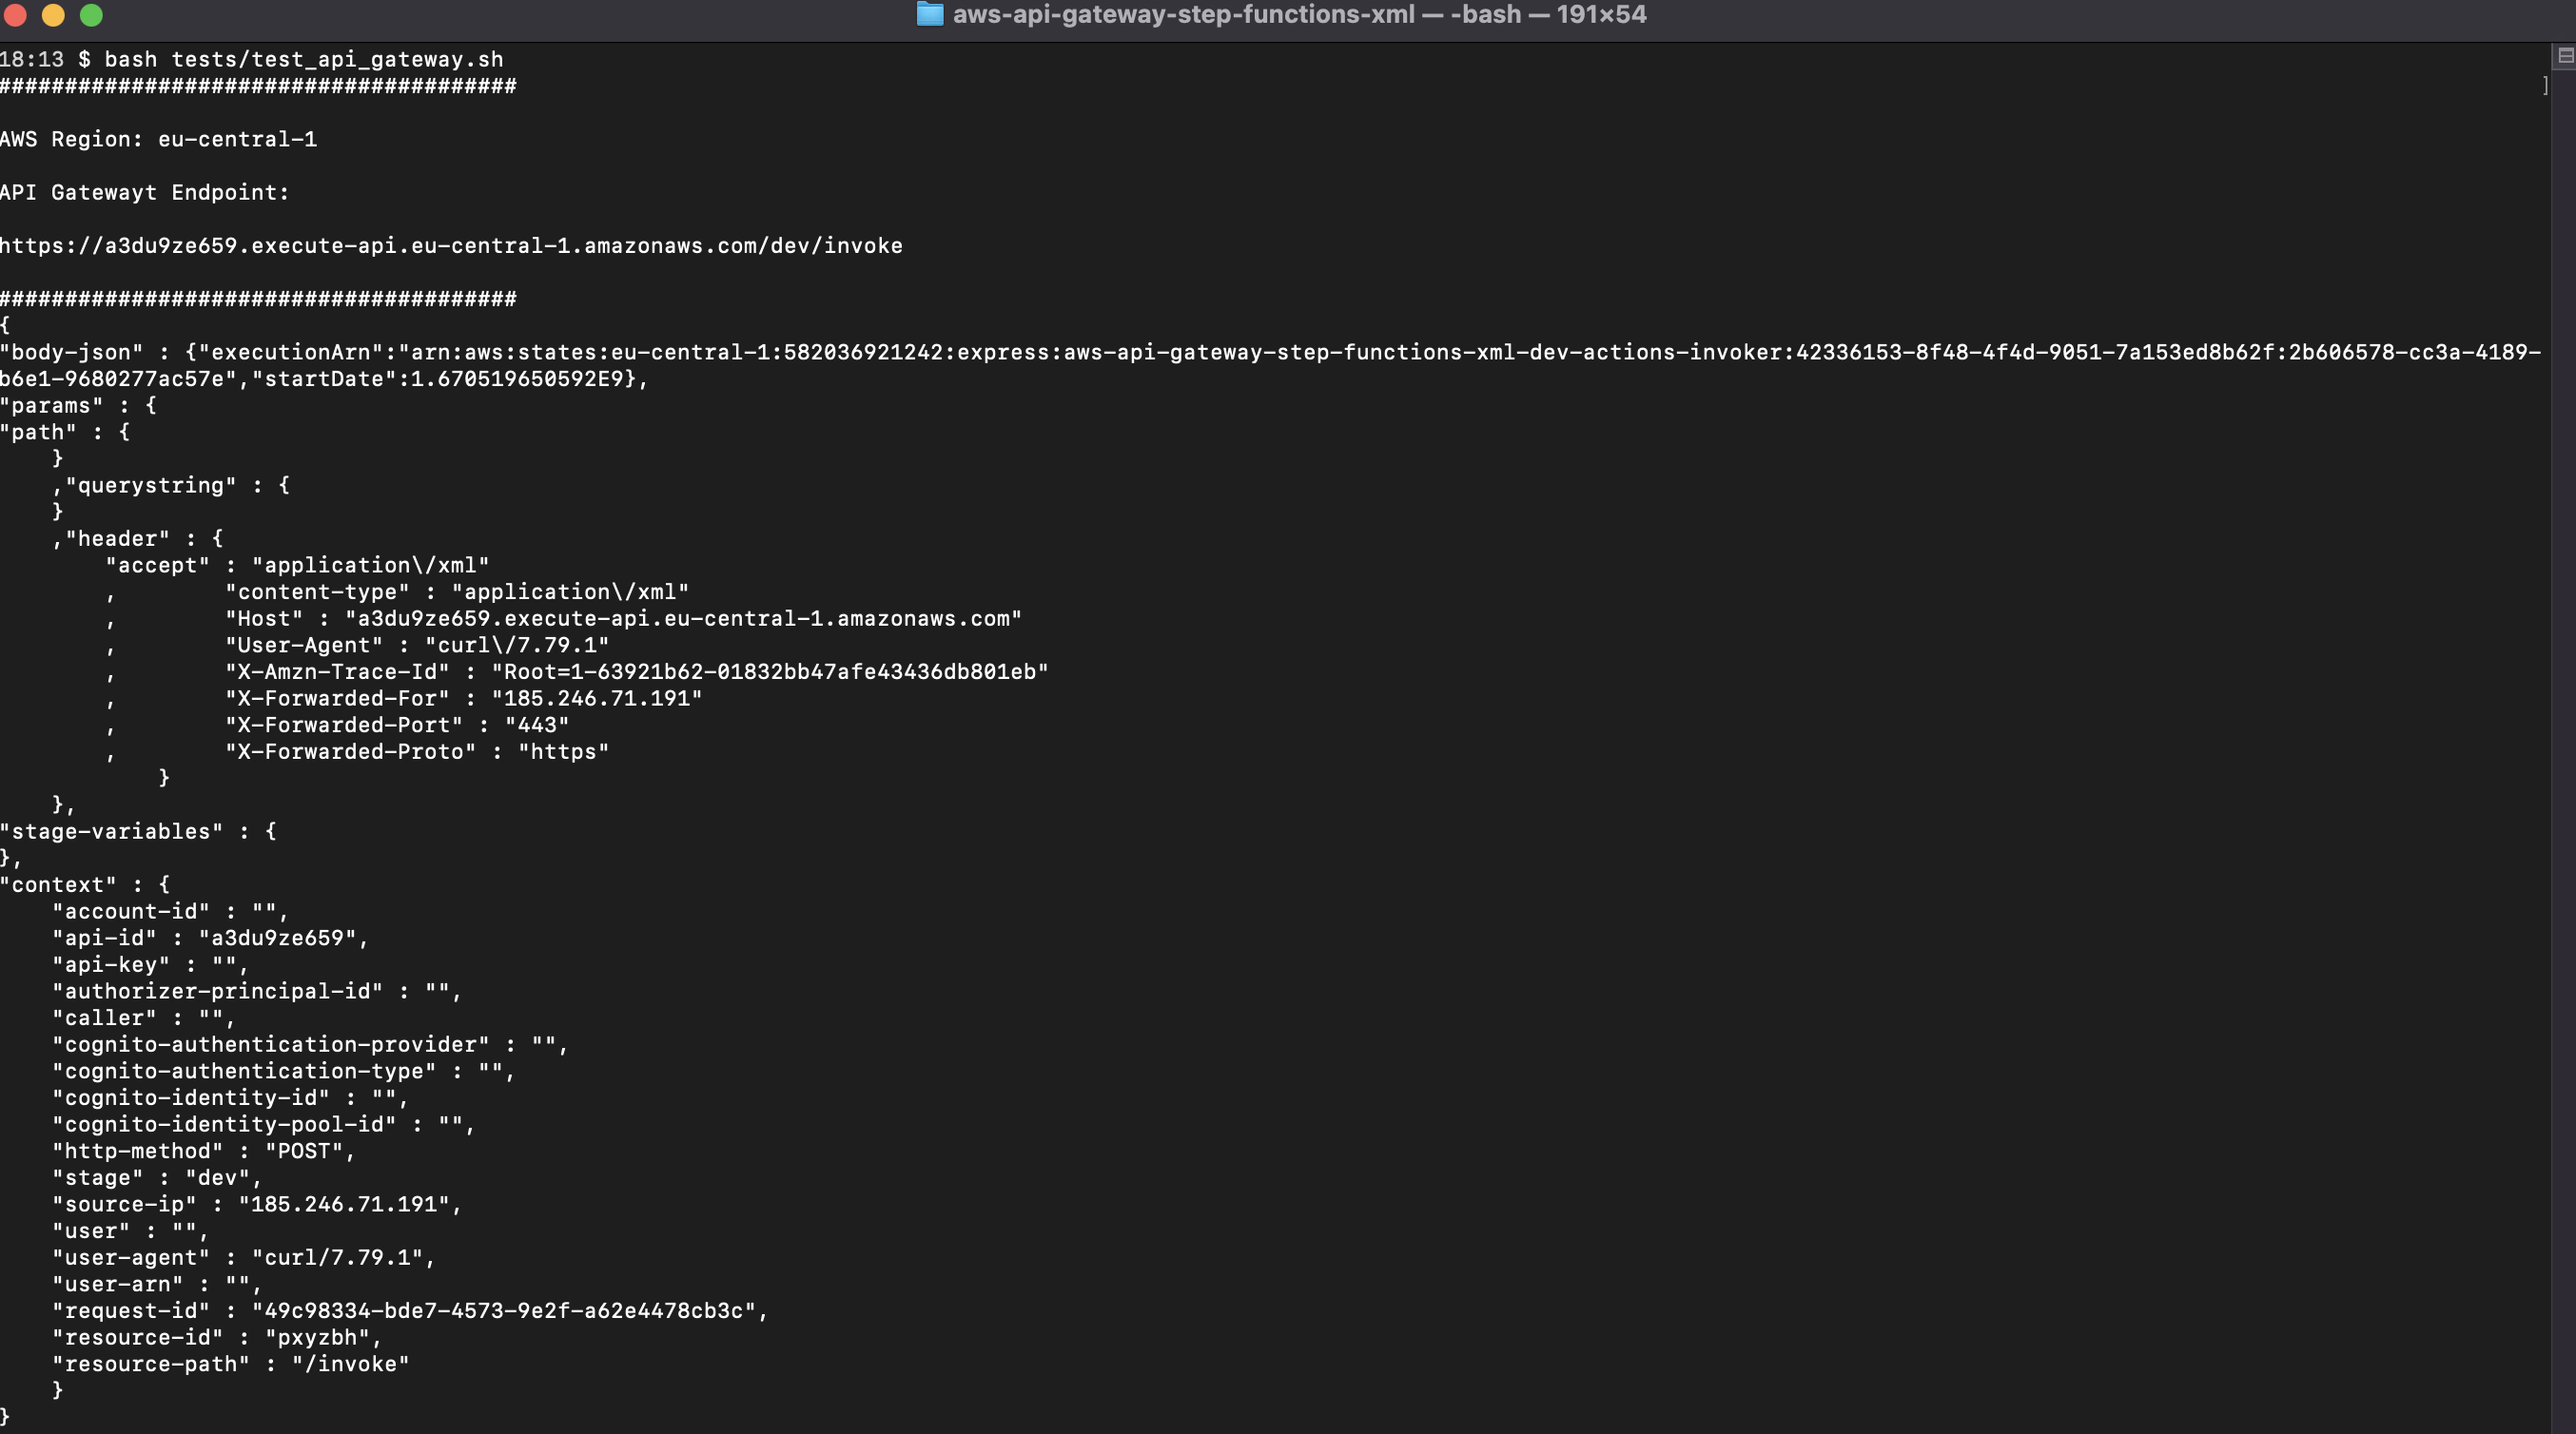 aws-api-gateway-step-functions-xml — -bash — 191×54
18:13 $ bash tests/test_api_gateway.sh
#######################################
]
AWS Region: eu-central-1
API Gatewayt Endpoint:
https://a3du9ze659.execute-api.eu-central-1.amazonaws.com/dev/invoke
#######################################
{
"body-json" : {"executionArn":"arn:aws:states:eu-central-1:582036921242:express:aws-api-gateway-step-functions-xml-dev-actions-invoker:42336153-8f48-4f4d-9051-7a153ed8b62f:2b606578-cc3a-4189-
b6e1-9680277ac57e","startDate":1.670519650592E9},
"params" : {
"path" : {
    }
    ,"querystring" : {
    }
    ,"header" : {
        "accept" : "application\/xml"
        ,        "content-type" : "application\/xml"
        ,        "Host" : "a3du9ze659.execute-api.eu-central-1.amazonaws.com"
        ,        "User-Agent" : "curl\/7.79.1"
        ,        "X-Amzn-Trace-Id" : "Root=1-63921b62-01832bb47afe43436db801eb"
        ,        "X-Forwarded-For" : "185.246.71.191"
        ,        "X-Forwarded-Port" : "443"
        ,        "X-Forwarded-Proto" : "https"
            }
    },
"stage-variables" : {
},
"context" : {
    "account-id" : "",
    "api-id" : "a3du9ze659",
    "api-key" : "",
    "authorizer-principal-id" : "",
    "caller" : "",
    "cognito-authentication-provider" : "",
    "cognito-authentication-type" : "",
    "cognito-identity-id" : "",
    "cognito-identity-pool-id" : "",
    "http-method" : "POST",
    "stage" : "dev",
    "source-ip" : "185.246.71.191",
    "user" : "",
    "user-agent" : "curl/7.79.1",
    "user-arn" : "",
    "request-id" : "49c98334-bde7-4573-9e2f-a62e4478cb3c",
    "resource-id" : "pxyzbh",
    "resource-path" : "/invoke"
    }
}